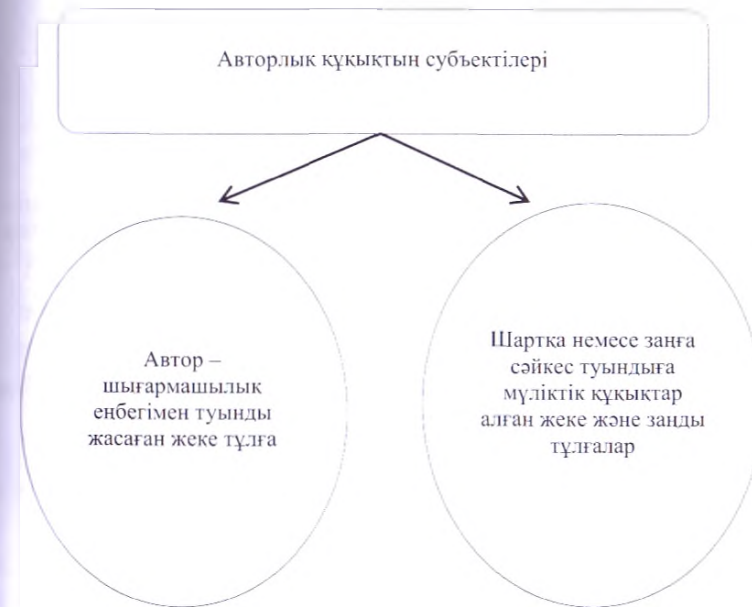 Авторлық құқықтың субъектілері
Автор –
шығармашылық
еңбегімен туынды
жасаған жеке тұлға
Шартқа немесе заңға
сәйкес туындыға
мүліктік құқықтар
алған жеке және заңды
тұлғалар